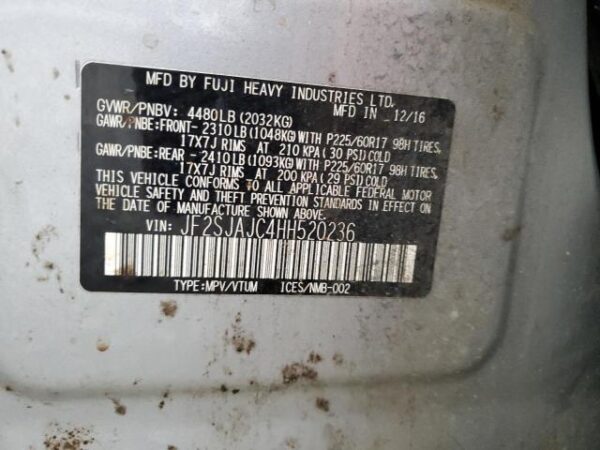 MFD BY FUJI HEAVY INDUSTRIES LTD.
MFD IN 12/16
GVWR/PNBV: 4480LB(2032KG)
GAWR/PNBE:FRONT- 2310LB(1048KG)WITH P225/60R17 98H TIRES,
17X7J RIMS AT 210 KPA(30 PSI)COLD
GAWR/PNBE:REAR - 2410LB(1093KG)WITH P225/60R17 98H TIRES,
17X7J RIMS AT 200 KPA(29 PSI)COLD
THIS VEHICLE CONFORMS TO ALL APPLICABLE FEDERAL MOTOR
VEHICLE SAFETY AND THEFT PREVENTION STANDARDS IN EFFECT ON
THE DATE OF MANUFACTURE SHOWN ABOVE.
VIN: JF2SJAJC4HH520236
TYPE:MPV/VTUM ICES/NMB-002